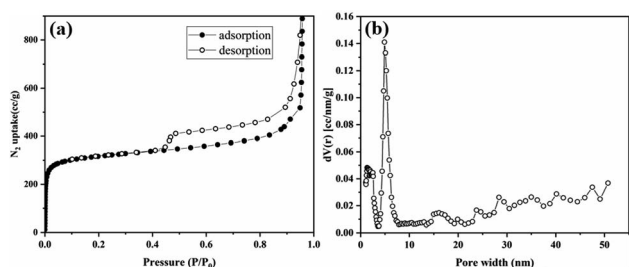 (a)
adsorption
desorption
N₂ uptake(cc/g)
800
600
400
200
0
0.0 0.2 0.4 0.6 0.8 1.0
Pressure (P/P₀)
(b)
dV(r) [cc/nm/g]
0.16
0.14
0.12
0.10
0.08
0.06
0.04
0.02
0.00
0 10 20 30 40 50
Pore width (nm)